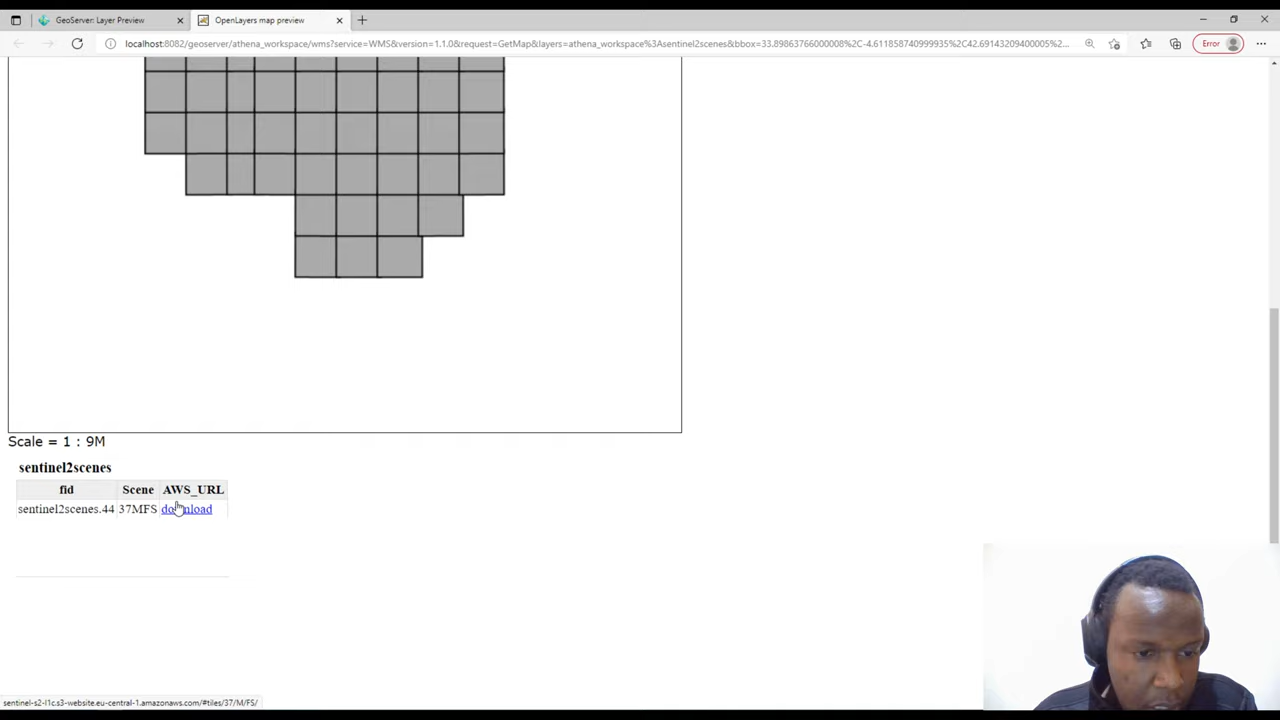 GeoServer: Layer Preview
OpenLayers map preview
localhost:8082/geoserver/athena_workspace/wms?service=WMS&version=1.1.0&request=GetMap&layers=athena_workspace%3Asentinel2scenes&bbox=33.89863766000008%2C-4.611858740999935%2C42.69143209400005%2C...
Error
Scale = 1 : 9M
sentinel2scenes
fid Scene AWS_URL
sentinel2scenes.44 37MFS download
sentinel-s2-l1c.s3-website.eu-central-1.amazonaws.com/#tiles/37/M/FS/